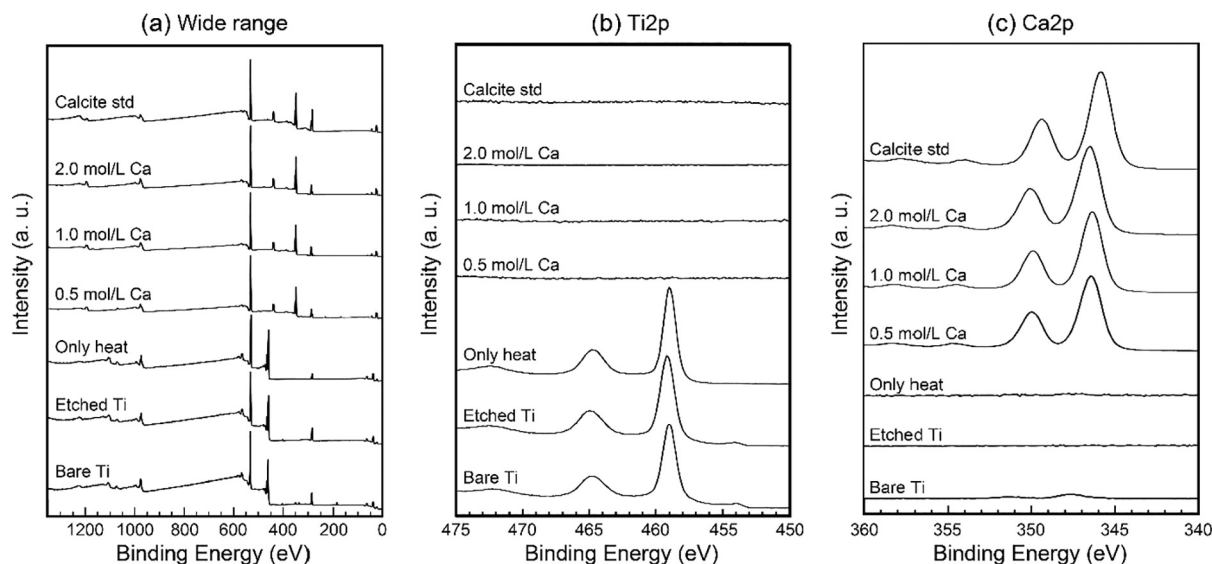 (a) Wide range
Intensity (a. u.)
Calcite std
2.0 mol/L Ca
1.0 mol/L Ca
0.5 mol/L Ca
Only heat
Etched Ti
Bare Ti
1200 1000 800 600 400 200 0
Binding Energy (eV)
(b) Ti2p
Intensity (a. u.)
Calcite std
2.0 mol/L Ca
1.0 mol/L Ca
0.5 mol/L Ca
Only heat
Etched Ti
Bare Ti
475 470 465 460 455 450
Binding Energy (eV)
(c) Ca2p
Intensity (a. u.)
Calcite std
2.0 mol/L Ca
1.0 mol/L Ca
0.5 mol/L Ca
Only heat
Etched Ti
Bare Ti
360 355 350 345 340
Binding Energy (eV)